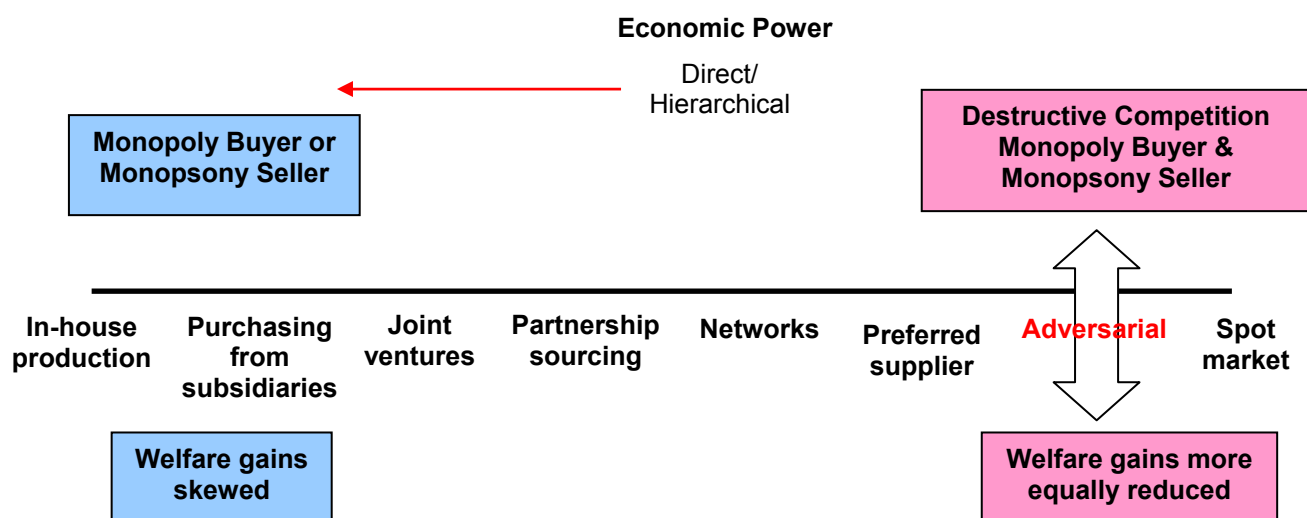 Economic Power
Direct/
Hierarchical
Monopoly Buyer or
Monopsony Seller
Destructive Competition
Monopoly Buyer &
Monopsony Seller
In-house
production
Purchasing
from
subsidiaries
Joint
ventures
Partnership
sourcing
Networks
Preferred
supplier
Adversarial
Spot
market
Welfare gains
skewed
Welfare gains more
equally reduced